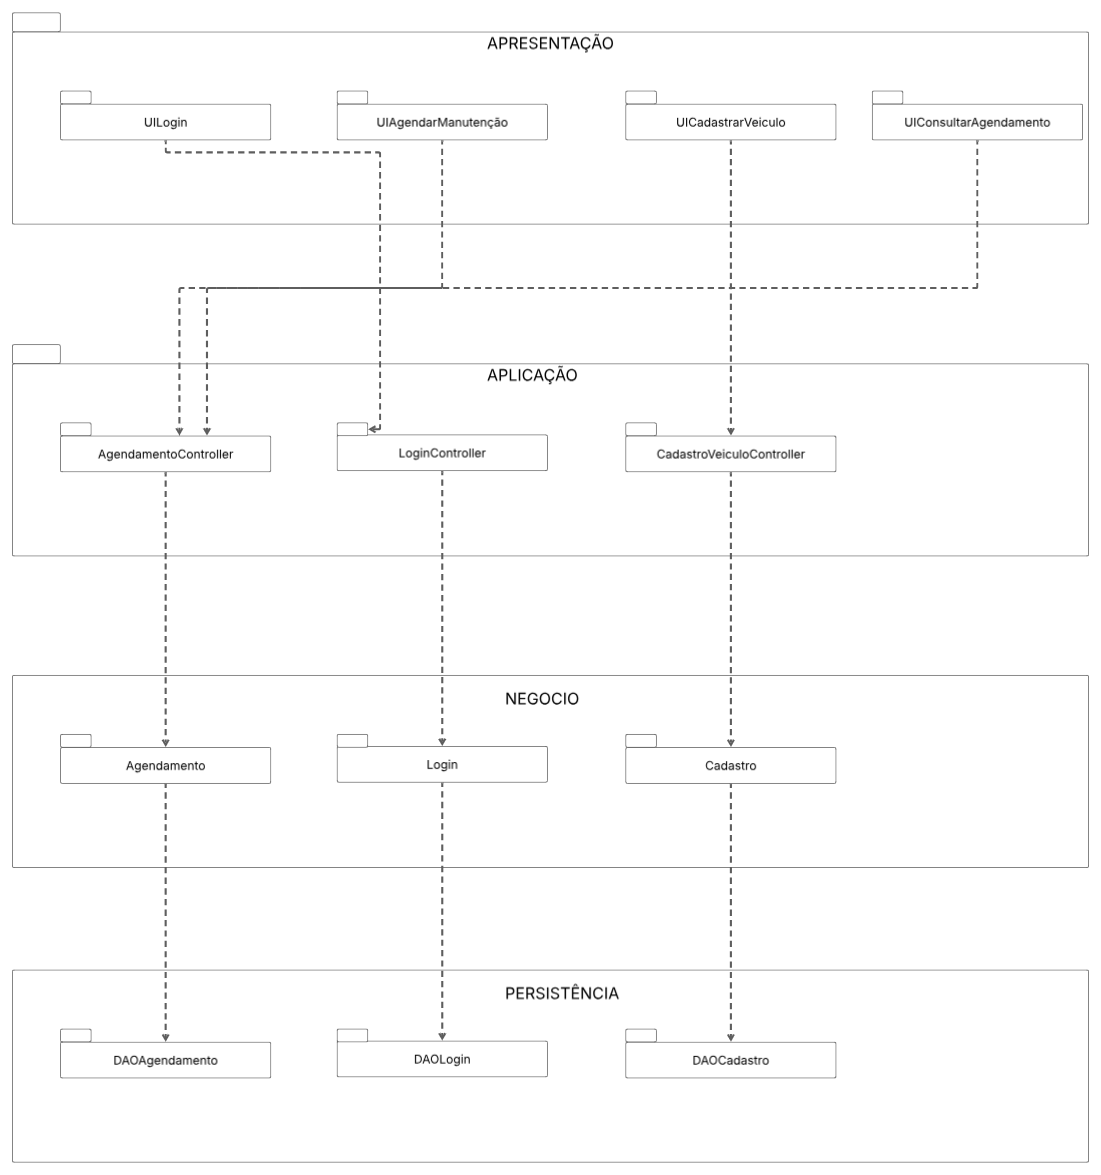 APRESENTAÇÃO
UILogin
UIAgendarManutenção
UICadastrarVeiculo
UIConsultarAgendamento
APLICAÇÃO
AgendamentoController
LoginController
CadastroVeiculoController
NEGOCIO
Agendamento
Login
Cadastro
PERSISTÊNCIA
DAOAgendamento
DAOLogin
DAOCadastro